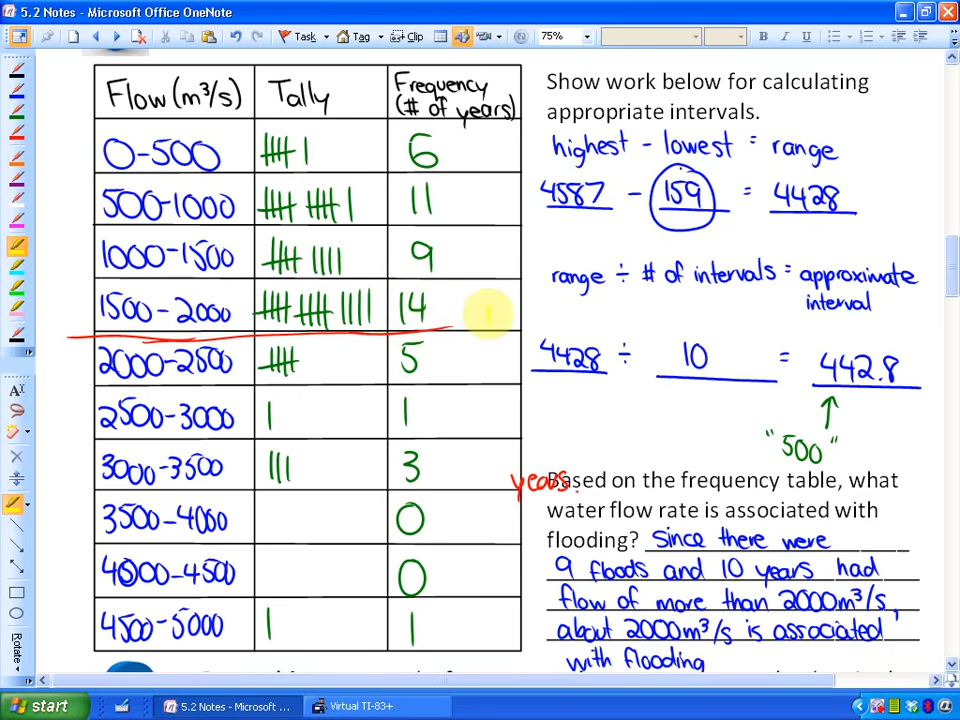 5.2 Notes - Microsoft Office OneNote
Task
Tag
Clip
75%
B I U
Flow (m³/s) Tally Frequency (# of years)
0-500 6
500-1000 11
1000-1500 9
1500-2000 14
2000-2500 5
2500-3000 1
3000-3500 3
3500-4000 0
4000-4500 0
4500-5000 1
Show work below for calculating
appropriate intervals.
highest - lowest = range
4587 - 159 = 4428
range ÷ # of intervals = approximate
interval
4428 ÷ 10 = 442.8
"500"
years.
Based on the frequency table, what
water flow rate is associated with
flooding? Since there were
9 floods and 10 years had
flow of more than 2000m³/s,
about 2000m³/s is associated
with flooding
Rotate
start
5.2 Notes - Microsoft ...
Virtual TI-83+